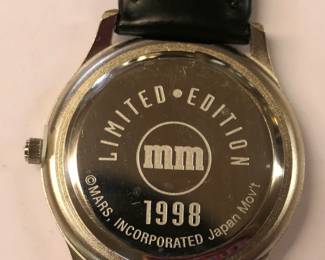 LIMITED • EDITION
mm
1998
©MARS, INCORPORATED Japan Mov't